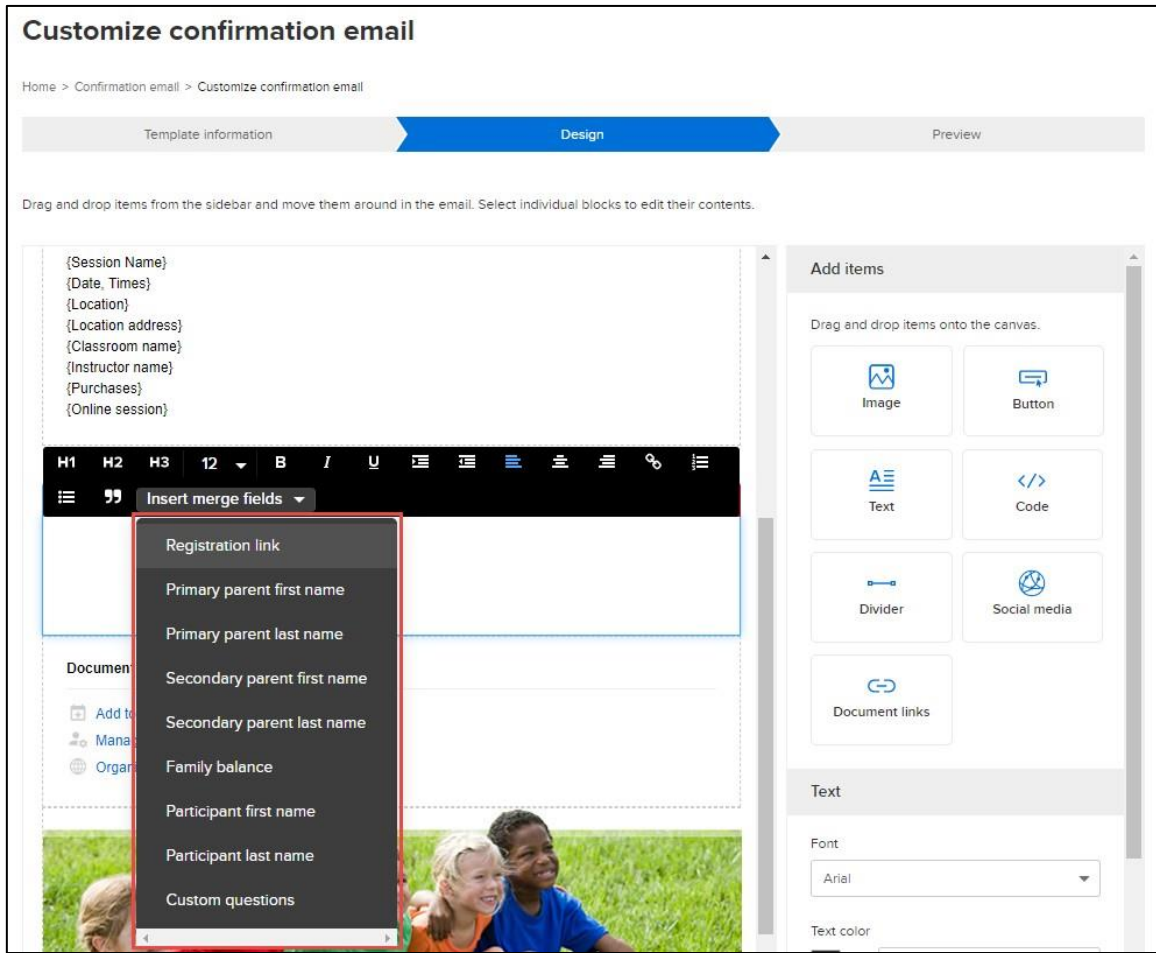 Customize confirmation email
Home > Confirmation email > Customize confirmation email
Template information
Design
Preview
Drag and drop items from the sidebar and move them around in the email. Select individual blocks to edit their contents.
{Session Name}
{Date, Times}
{Location}
{Location address}
{Classroom name}
{Instructor name}
{Purchases}
{Online session}
H1 H2 H3 12 B I U
Insert merge fields
Registration link
Primary parent first name
Primary parent last name
Secondary parent first name
Secondary parent last name
Family balance
Participant first name
Participant last name
Custom questions
Document
Add to
Mana
Organ
Add items
Drag and drop items onto the canvas.
Image
Button
Text
Code
Divider
Social media
Document links
Text
Font
Arial
Text color